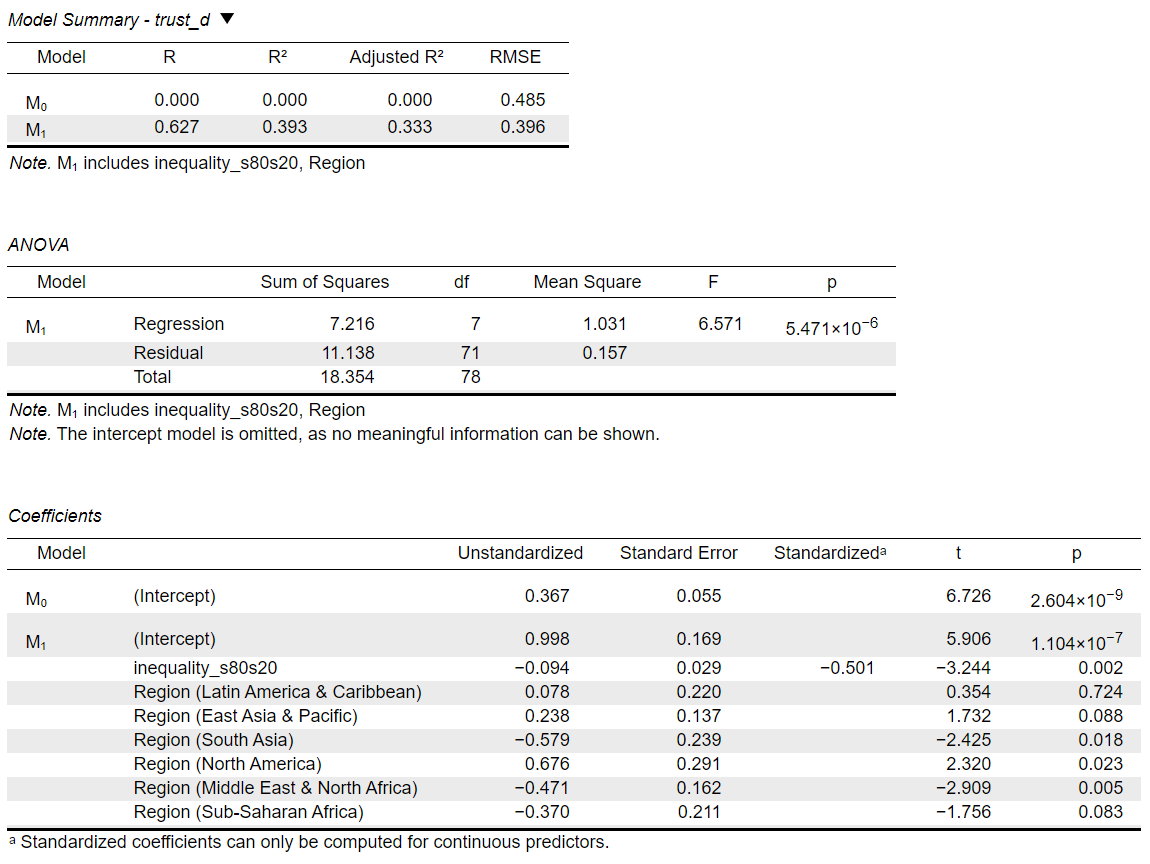 Model Summary - trust_d ▼
Model R R² Adjusted R² RMSE
M₀ 0.000 0.000 0.000 0.485
M₁ 0.627 0.393 0.333 0.396
Note. M₁ includes inequality_s80s20, Region
ANOVA
Model Sum of Squares df Mean Square F p
M₁ Regression 7.216 7 1.031 6.571 5.471×10⁻⁶
Residual 11.138 71 0.157
Total 18.354 78
Note. M₁ includes inequality_s80s20, Region
Note. The intercept model is omitted, as no meaningful information can be shown.
Coefficients
Model Unstandardized Standard Error Standardizedᵃ t p
M₀ (Intercept) 0.367 0.055 6.726 2.604×10⁻⁹
M₁ (Intercept) 0.998 0.169 5.906 1.104×10⁻⁷
inequality_s80s20 −0.094 0.029 −0.501 −3.244 0.002
Region (Latin America & Caribbean) 0.078 0.220 0.354 0.724
Region (East Asia & Pacific) 0.238 0.137 1.732 0.088
Region (South Asia) −0.579 0.239 −2.425 0.018
Region (North America) 0.676 0.291 2.320 0.023
Region (Middle East & North Africa) −0.471 0.162 −2.909 0.005
Region (Sub-Saharan Africa) −0.370 0.211 −1.756 0.083
ᵃ Standardized coefficients can only be computed for continuous predictors.